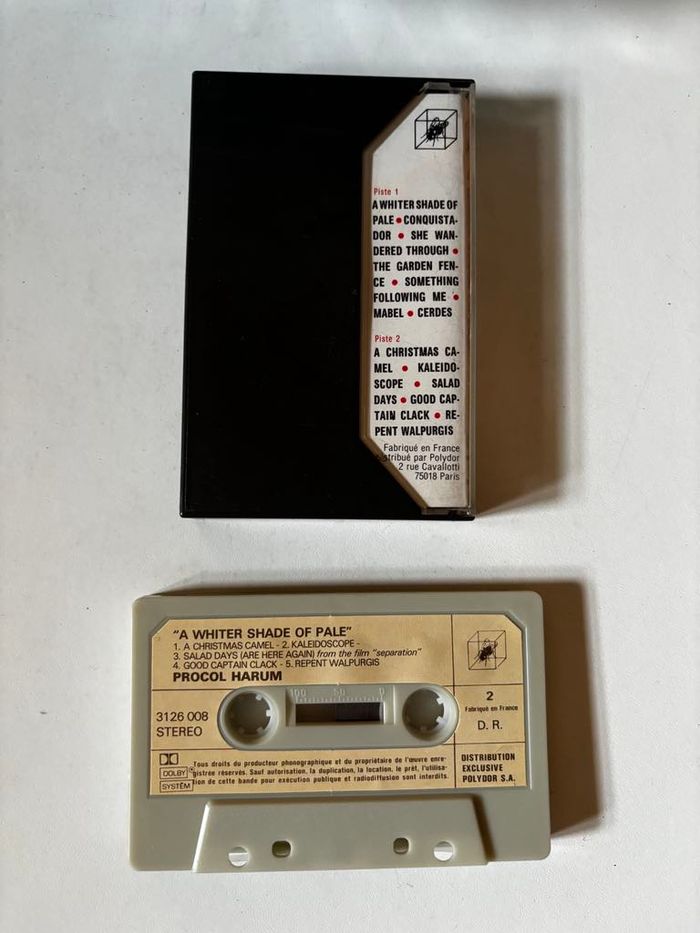 Piste 1
A WHITER SHADE OF
PALE • CONQUISTA-
DOR • SHE WAN-
DERED THROUGH •
THE GARDEN FEN-
CE • SOMETHING
FOLLOWING ME •
MABEL • CERDES
Piste 2
A CHRISTMAS CA-
MEL • KALEIDO-
SCOPE • SALAD
DAYS • GOOD CAP-
TAIN CLACK • RE-
PENT WALPURGIS
Fabriqué en France
stribué par Polydor
2 rue Cavallotti
75018 Paris
"A WHITER SHADE OF PALE"
1. A CHRISTMAS CAMEL - 2. KALEIDOSCOPE -
3. SALAD DAYS (ARE HERE AGAIN) from the film "separation"
4. GOOD CAPTAIN CLACK - 5. REPENT WALPURGIS
PROCOL HARUM
3126 008
STEREO
100 50 0
2
Fabriqué en France
D. R.
DOLBY
SYSTÈM
Tous droits du producteur phonographique et du propriétaire de l'œuvre enre-
gistrée réservés. Sauf autorisation, la duplication, la location, le prêt, l'utilisa-
tion de cette bande pour exécution publique et radiodiffusion sont interdits.
DISTRIBUTION
EXCLUSIVE
POLYDOR S.A.